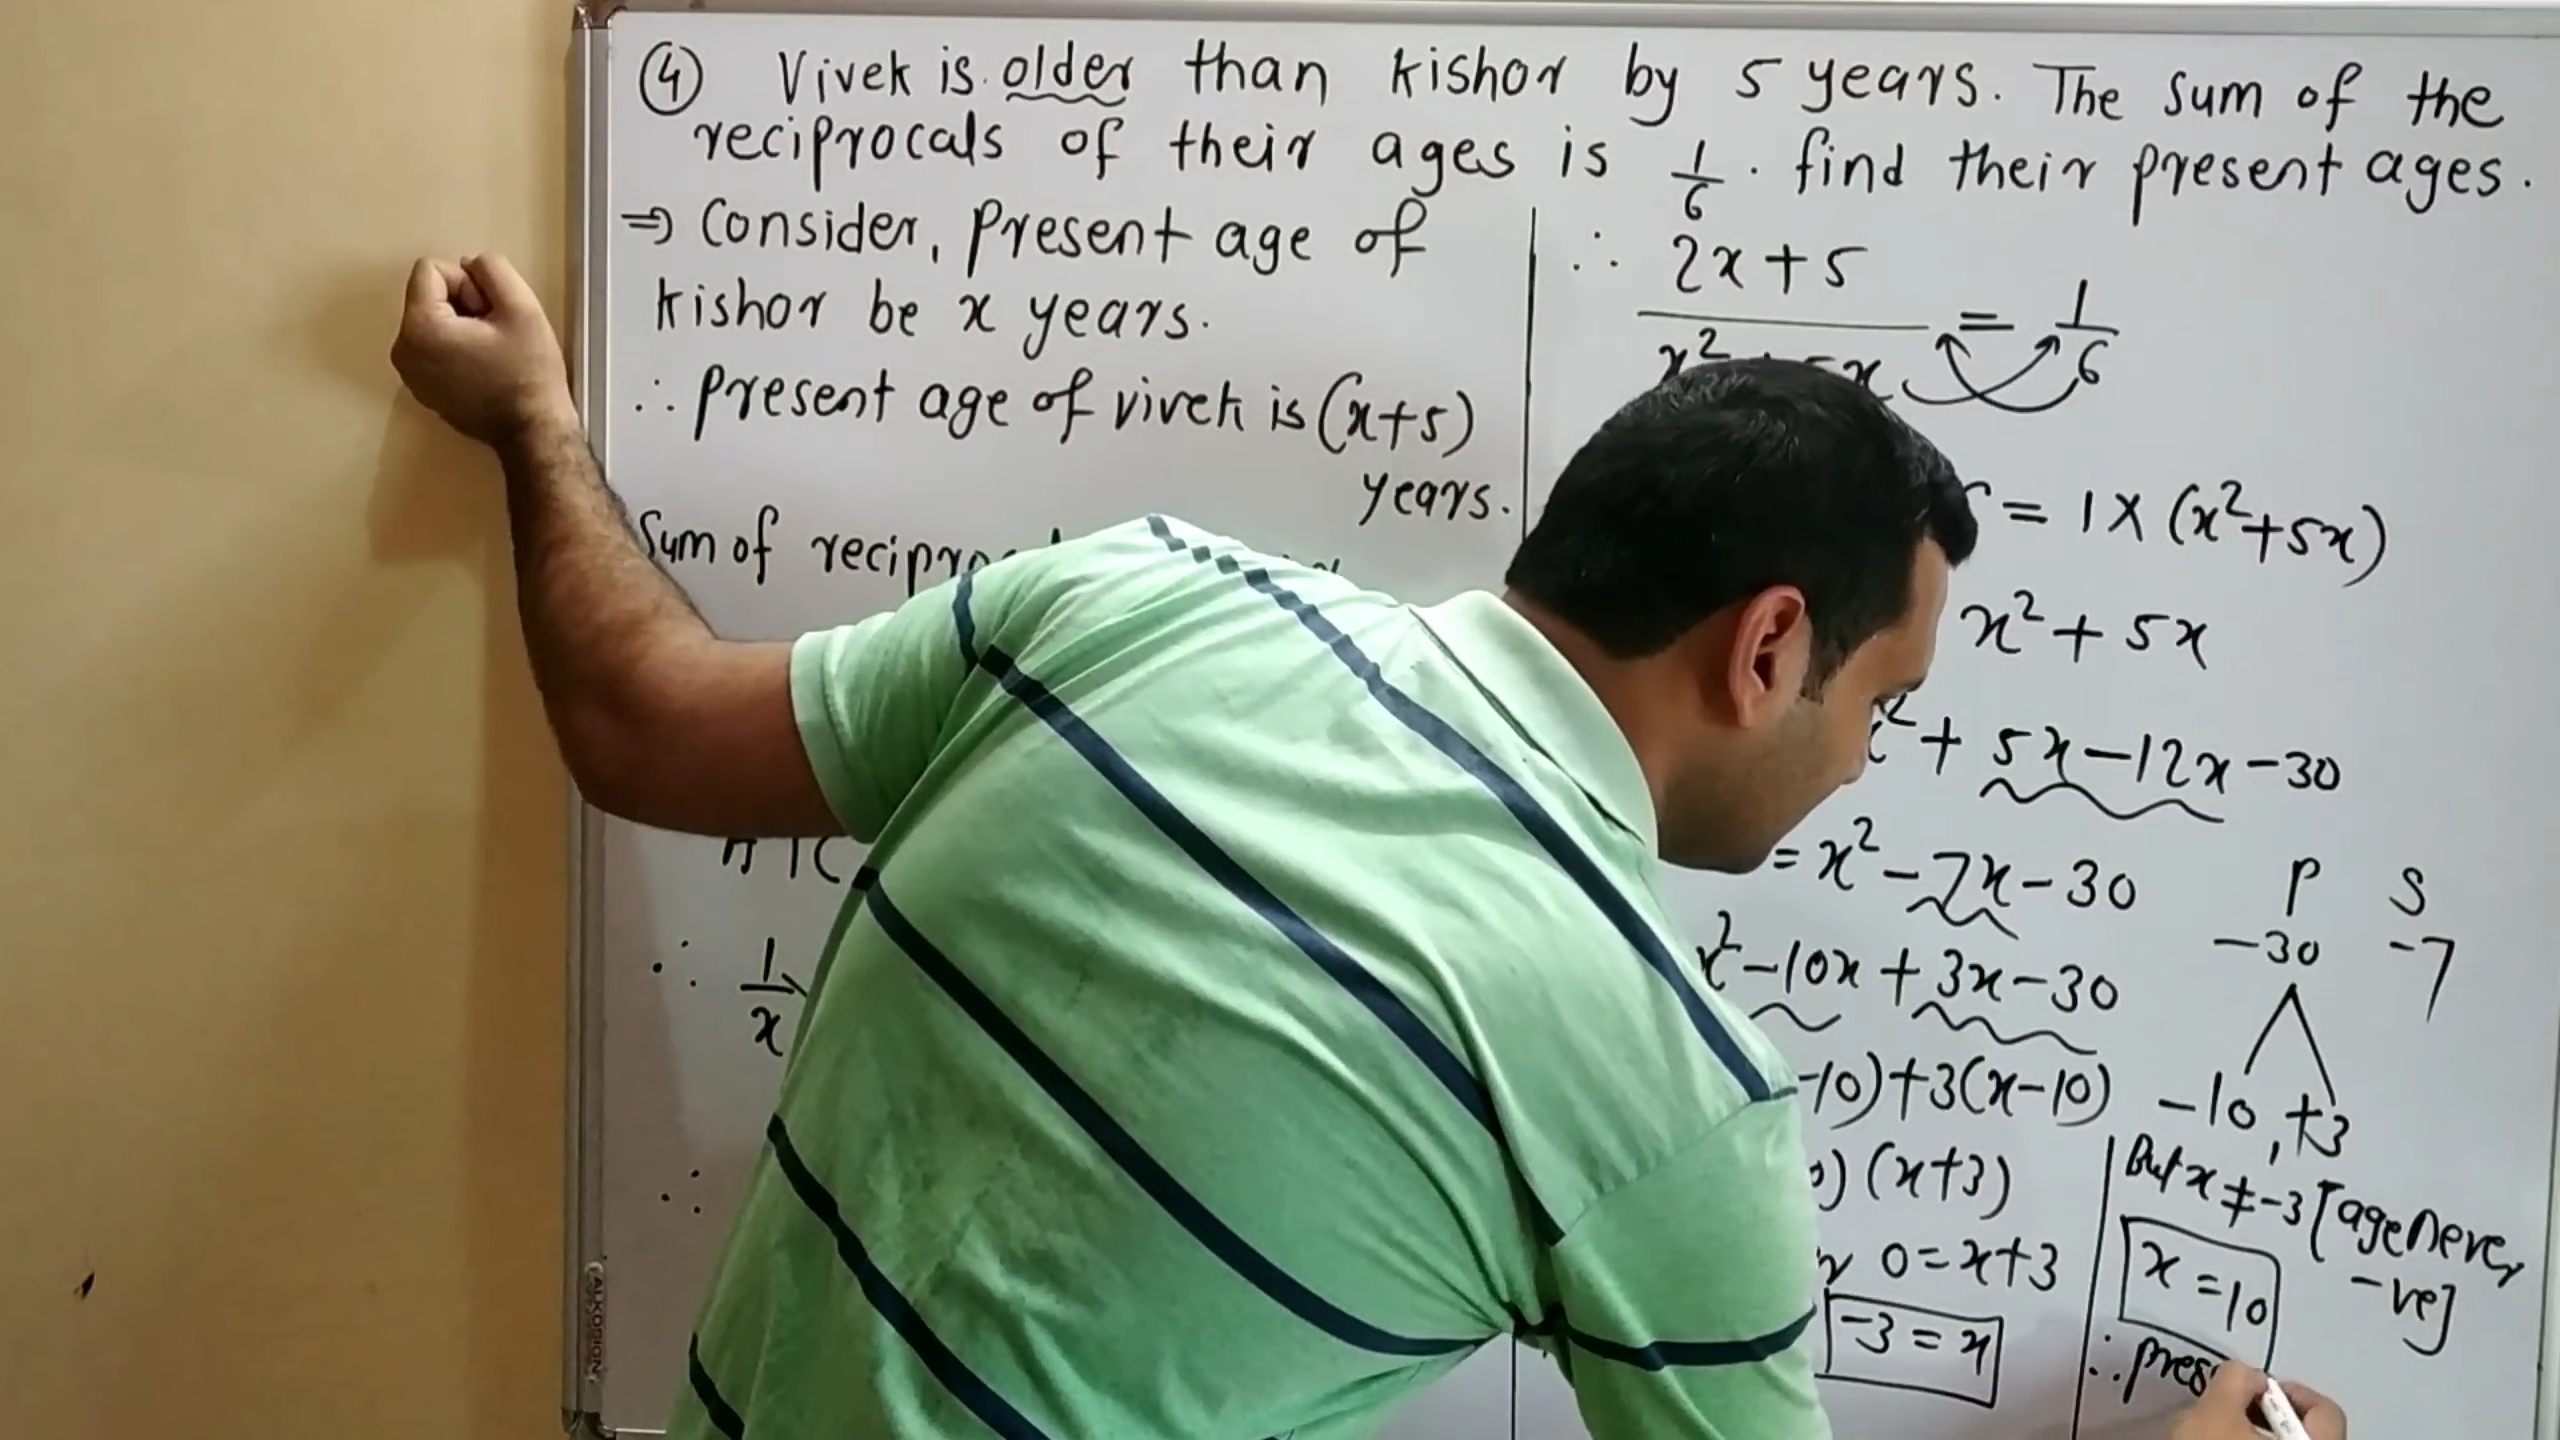 ④ Vivek is older than Kishor by 5 years. The sum of the
reciprocals of their ages is 1/6. find their present ages.
⇒ Consider, Present age of
Kishor be x years.
∴ Present age of vivek is (x+5)
years.
Sum of
∴ 1/x
∴
∴ 2x+5 / x²+5x = 1/6
= 1 × (x²+5x)
x² + 5x
+ 5x − 12x − 30
= x² − 7x − 30
x² − 10x + 3x − 30
−10) + 3(x−10)
) (x+3)
0 = x+3
−3 = x
P S
−30 −7
−10, +3
But x ≠ −3 [age never
−ve]
x = 10
∴
ALKOSIGN